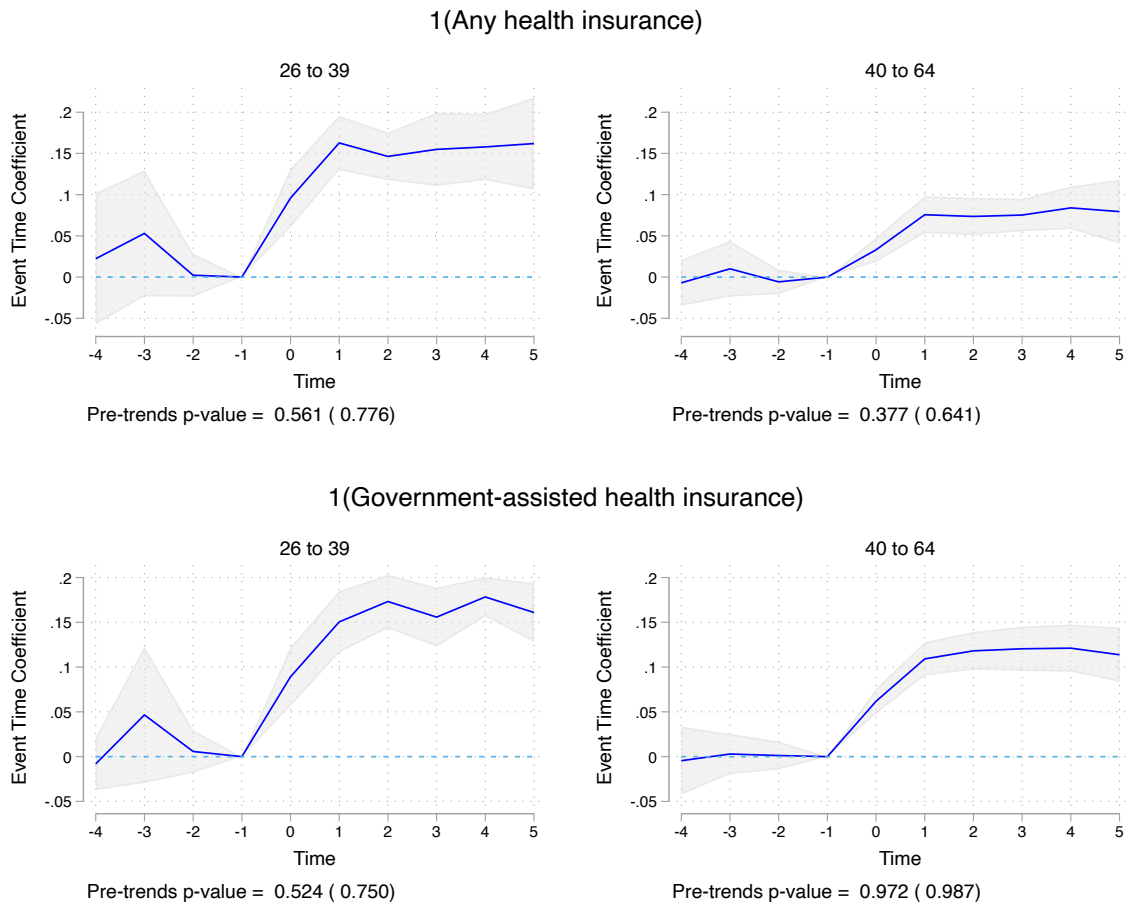 1(Any health insurance)
26 to 39
Event Time Coefficient
.2
.15
.1
.05
0
-.05
-4 -3 -2 -1 0 1 2 3 4 5
Time
Pre-trends p-value = 0.561 ( 0.776)
40 to 64
Event Time Coefficient
.2
.15
.1
.05
0
-.05
-4 -3 -2 -1 0 1 2 3 4 5
Time
Pre-trends p-value = 0.377 ( 0.641)
1(Government-assisted health insurance)
26 to 39
Event Time Coefficient
.2
.15
.1
.05
0
-.05
-4 -3 -2 -1 0 1 2 3 4 5
Time
Pre-trends p-value = 0.524 ( 0.750)
40 to 64
Event Time Coefficient
.2
.15
.1
.05
0
-.05
-4 -3 -2 -1 0 1 2 3 4 5
Time
Pre-trends p-value = 0.972 ( 0.987)